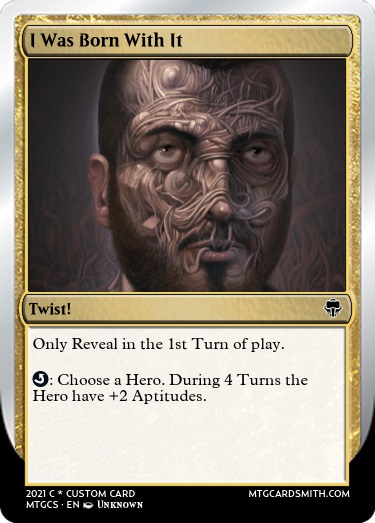 I Was Born With It
Twist!
Only Reveal in the 1st Turn of play.
: Choose a Hero. During 4 Turns the
Hero have +2 Aptitudes.
2021 C * CUSTOM CARD
MTGCS · EN Unknown
MTGCARDSMITH.COM